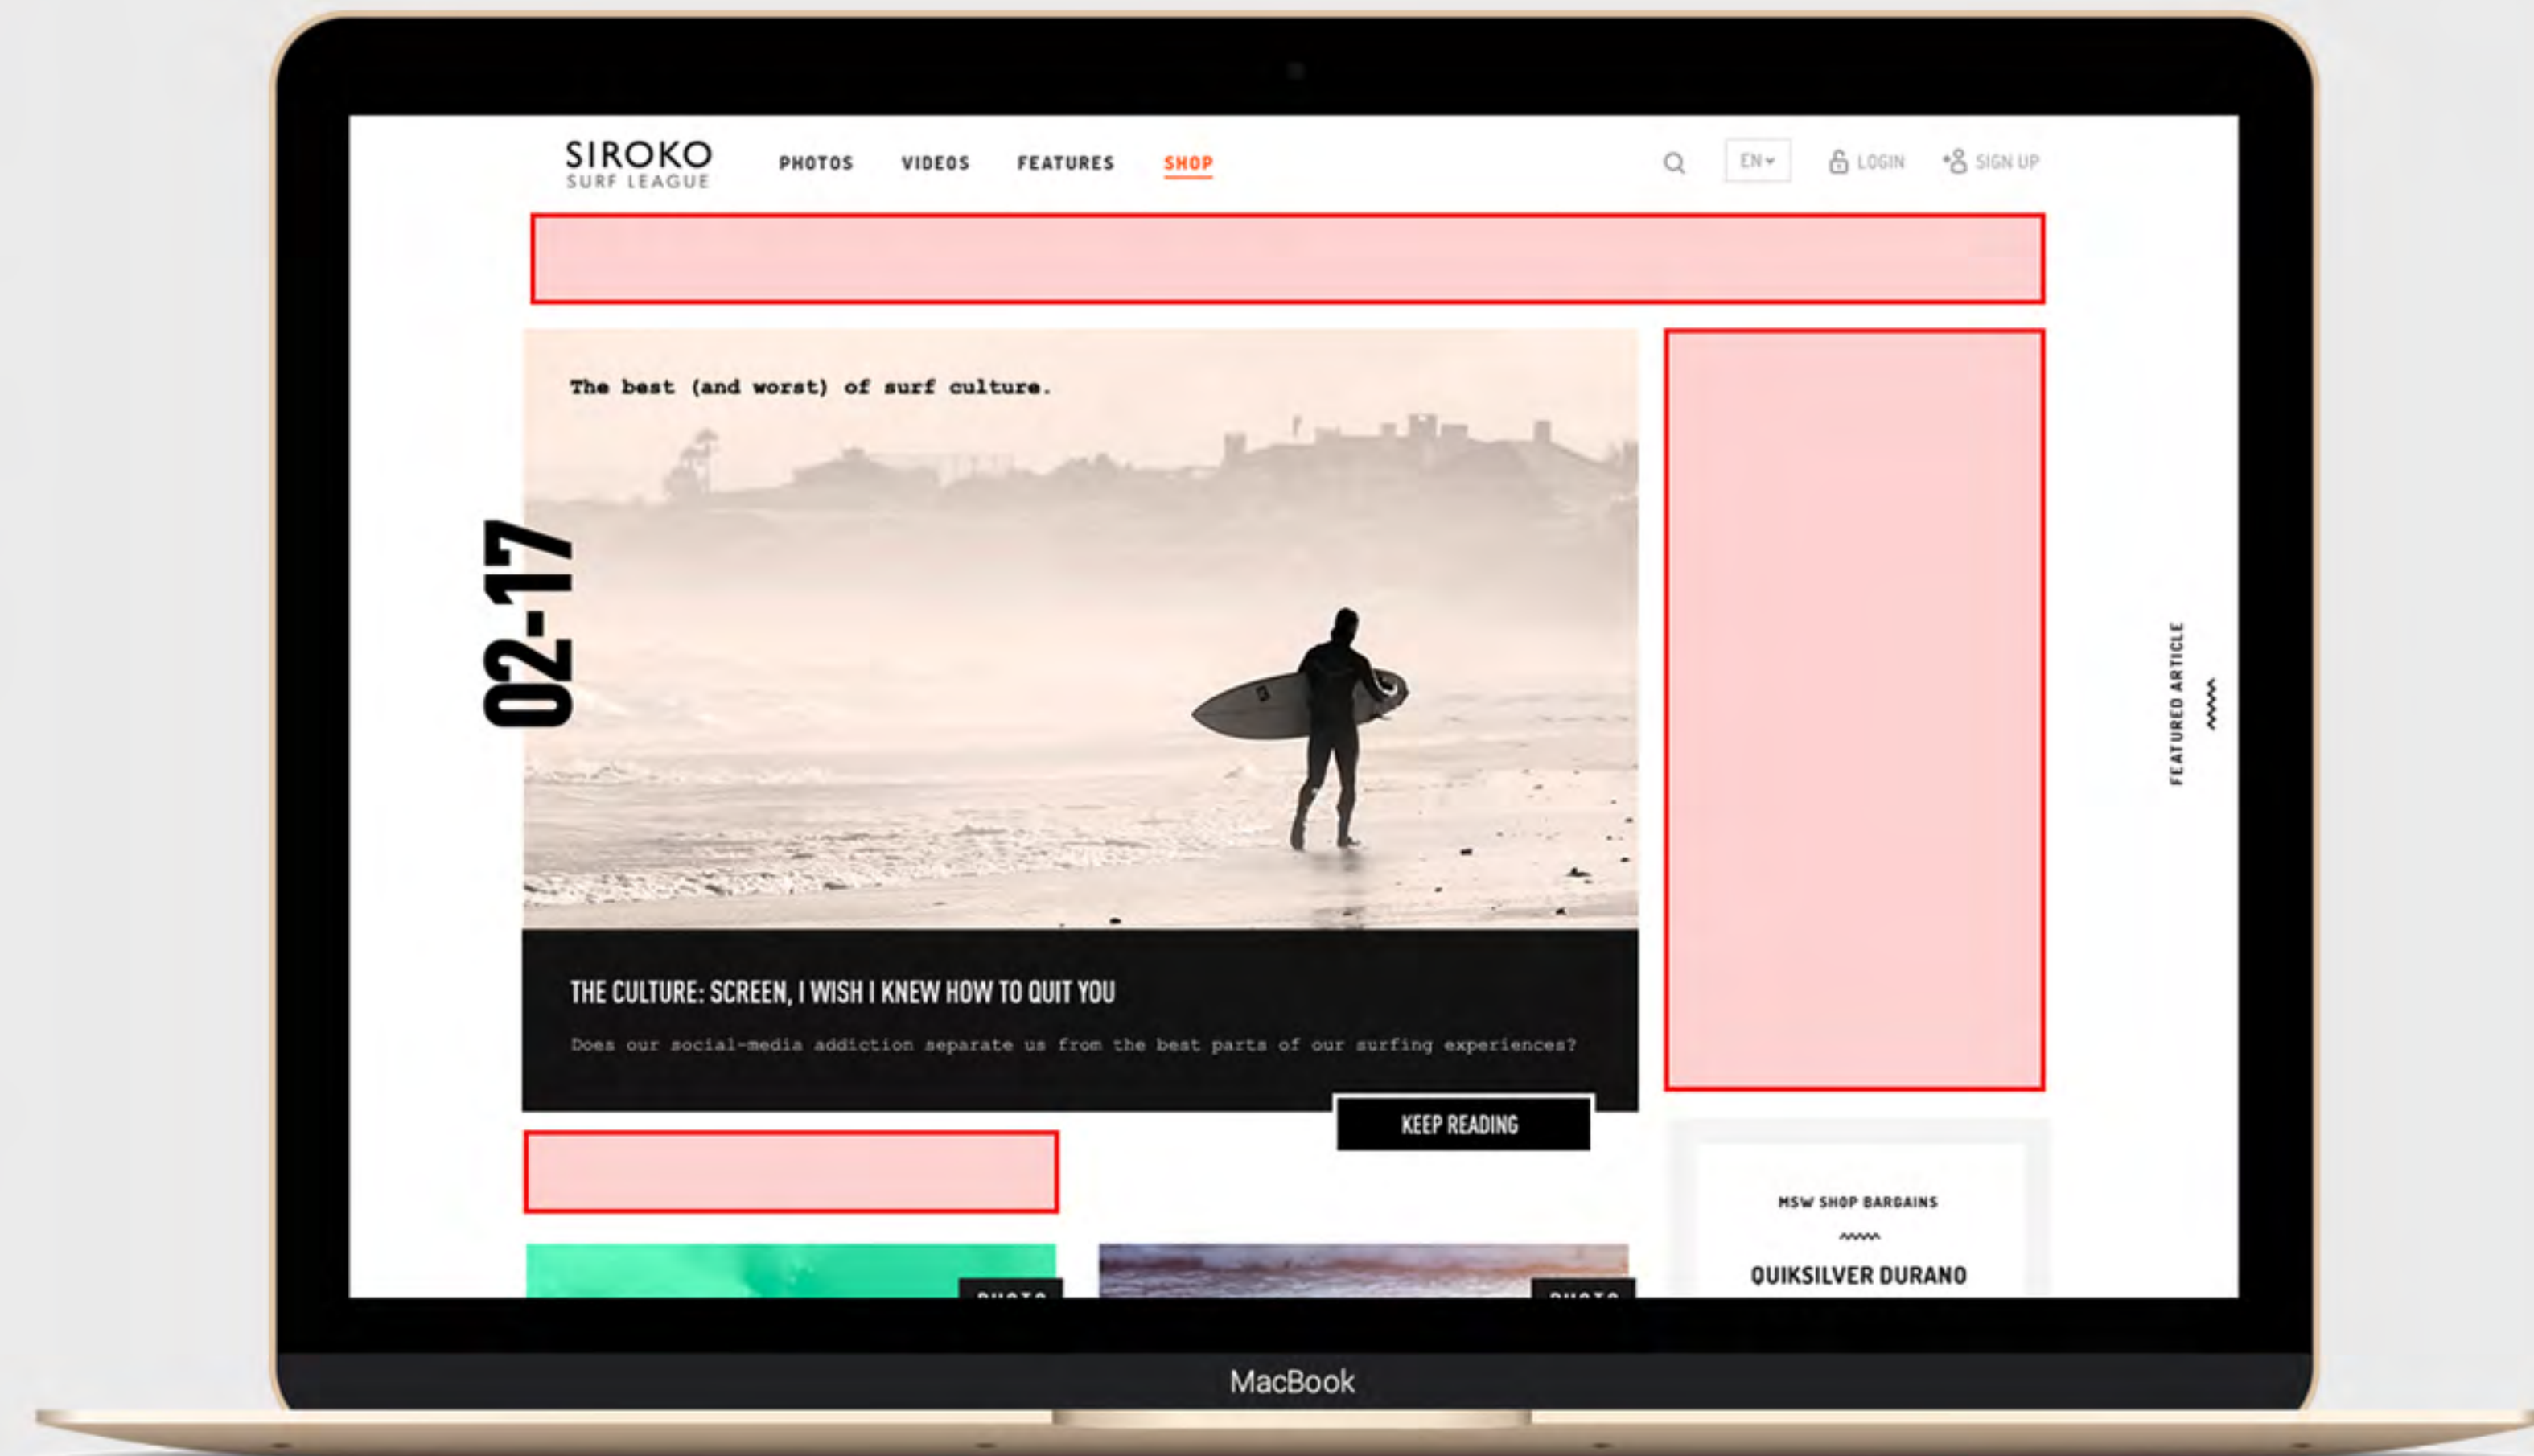 SIROKO
SURF LEAGUE
PHOTOS
VIDEOS
FEATURES
SHOP
EN
LOGIN
SIGN UP
The best (and worst) of surf culture.
02-17
FEATURED ARTICLE
THE CULTURE: SCREEN, I WISH I KNEW HOW TO QUIT YOU
Does our social-media addiction separate us from the best parts of our surfing experiences?
KEEP READING
MSW SHOP BARGAINS
QUIKSILVER DURANO
PHOTO
PHOTO
MacBook